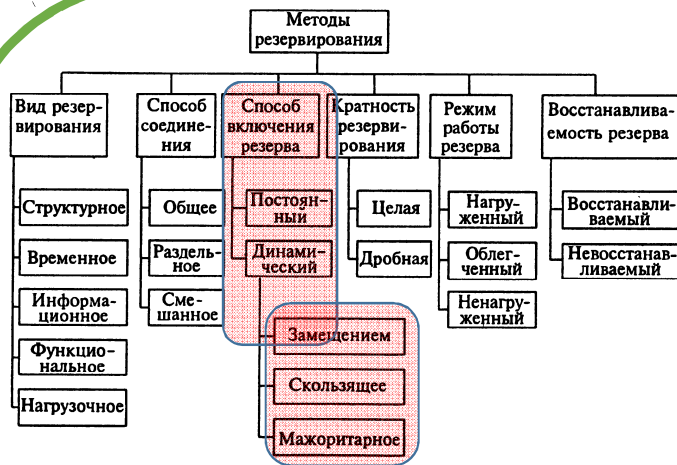 Методы
резервирования
Вид резер-
вирования
Структурное
Временное
Информа-
ционное
Функцио-
нальное
Нагрузочное
Способ
соедине-
ния
Общее
Раздель-
ное
Сме-
шанное
Способ
включения
резерва
Постоян-
ный
Динами-
ческий
Замещением
Скользящее
Мажоритарное
Кратность
резерви-
рования
Целая
Дробная
Режим
работы
резерва
Нагру-
женный
Облег-
ченный
Ненагру-
женный
Восстанавлива-
емость резерва
Восстанавли-
ваемый
Невосстанав-
ливаемый